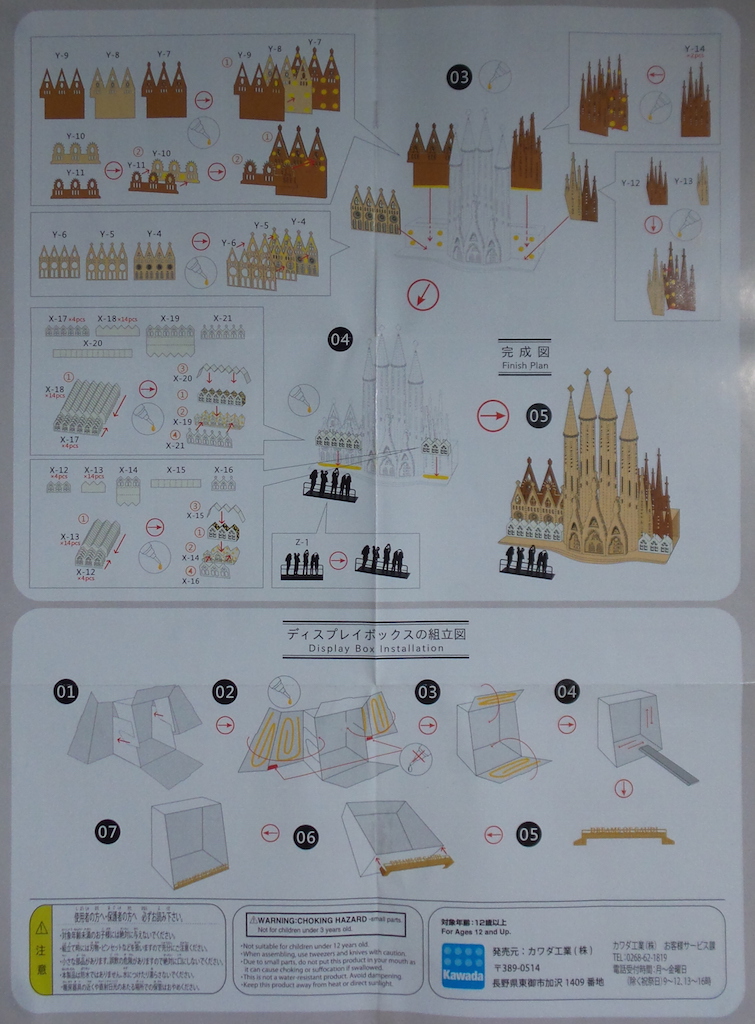 Y-9 Y-8 Y-7
① Y-9 Y-8 Y-7
Y-10
Y-11
② Y-10
Y-11
②
①
03
Y-14
×2pcs
Y-12 Y-13
Y-6 Y-5 Y-4
Y-6 Y-5 Y-4
X-17×4pcs X-18×14pcs X-19 X-21
X-20
①
X-18
×14pcs
X-17
×4pcs
③
X-20
①
②
X-19
④
X-21
04
完成図
Finish Plan
05
X-12 X-13 X-14 X-15 X-16
×4pcs ×14pcs
①
X-13
×14pcs
X-12
×4pcs
③
X-15
①
②
X-14
④
X-16
Z-1
ディスプレイボックスの組立図
Display Box Installation
01 02 03 04
07 06 05
DREAMS OF GAUDI
注意
使用者の方へ・保護者の方へ 必ずお読み下さい。
WARNING:CHOKING HAZARD -small parts.
Not for children under 3 years old.
•Not suitable for children under 12 years old.
•When assembling, use tweezers and knives with caution.
•Due to small parts, do not put this product in your mouth as
it can cause choking or suffocation if swallowed.
•This is not a water resistant product. Avoid dampening.
•Keep this product away from heat or direct sunlight.
対象年齢:12歳以上
For Ages 12 and Up.
Kawada
発売元:カワダ工業(株)
〒389-0514
長野県東御市加沢 1409 番地
カワダ工業(株) お客様サービス課
TEL:0268-62-1819
電話受付時間:月〜金曜日
(除く祝祭日)9〜12、13〜16時